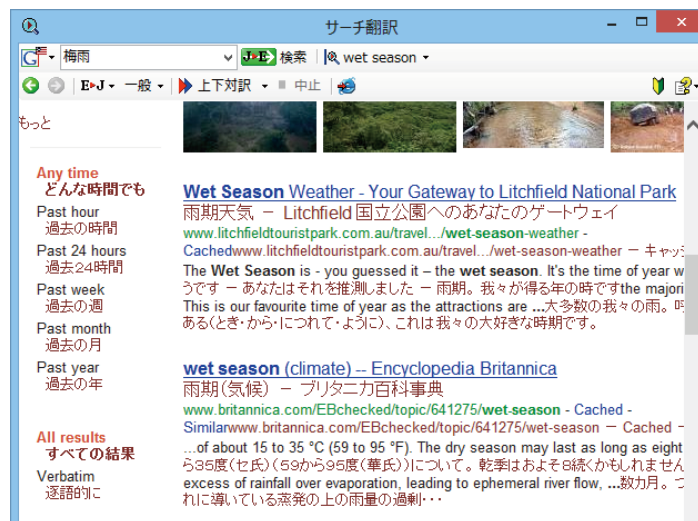 サーチ翻訳
G 梅雨 J▶E 検索 wet season
E▶J 一般 上下対訳 中止
もっと
Any time
どんな時間でも
Past hour
過去の時間
Past 24 hours
過去24時間
Past week
過去の週
Past month
過去の月
Past year
過去の年
All results
すべての結果
Verbatim
逐語的に
Wet Season Weather - Your Gateway to Litchfield National Park
雨期天気 － Litchfield 国立公園へのあなたのゲートウェイ
www.litchfieldtouristpark.com.au/travel.../wet-season-weather -
Cachedwww.litchfieldtouristpark.com.au/travel.../wet-season-weather － キャッシ
The Wet Season is - you guessed it – the wet season. It's the time of year w
うです － あなたはそれを推測しました － 雨期。我々が得る年の時ですthe majori
This is our favourite time of year as the attractions are ...大多数の我々の雨。呼
ある(とき・から・につれて・ように)、これは我々の大好きな時期です。
wet season (climate) -- Encyclopedia Britannica
雨期(気候) － ブリタニカ百科事典
www.britannica.com/EBchecked/topic/641275/wet-season - Cached -
Similarwww.britannica.com/EBchecked/topic/641275/wet-season － Cached －
...of about 15 to 35 °C (59 to 95 °F). The dry season may last as long as eight
ら35度(セ氏)(59から95度(華氏))について。乾季はおよそ8続くかもしれません
excess of rainfall over evaporation, leading to ephemeral river flow, ...数カ月。つ
れに導いている蒸発の上の雨量の過剰・・・